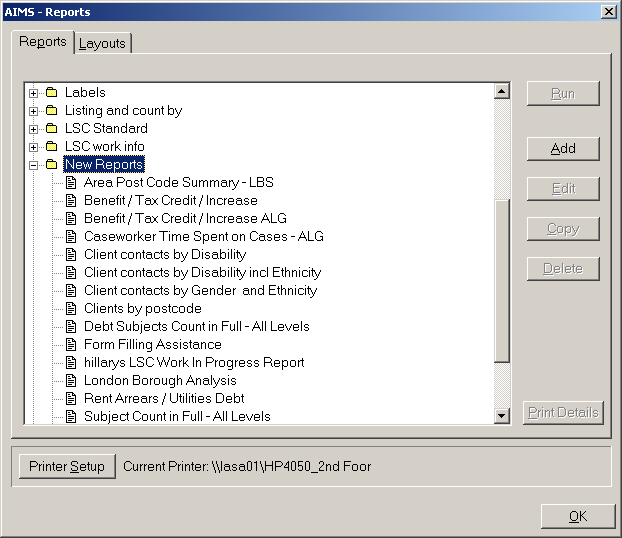 AIMS - Reports
Reports
Layouts
Labels
Listing and count by
LSC Standard
LSC work info
New Reports
Area Post Code Summary - LBS
Benefit / Tax Credit / Increase
Benefit / Tax Credit / Increase ALG
Caseworker Time Spent on Cases - ALG
Client contacts by Disability
Client contacts by Disability incl Ethnicity
Client contacts by Gender and Ethnicity
Clients by postcode
Debt Subjects Count in Full - All Levels
Form Filling Assistance
hillarys LSC Work In Progress Report
London Borough Analysis
Rent Arrears / Utilities Debt
Subject Count in Full - All Levels
Run
Add
Edit
Copy
Delete
Print Details
Printer Setup
Current Printer: \\lasa01\HP4050_2nd Foor
OK